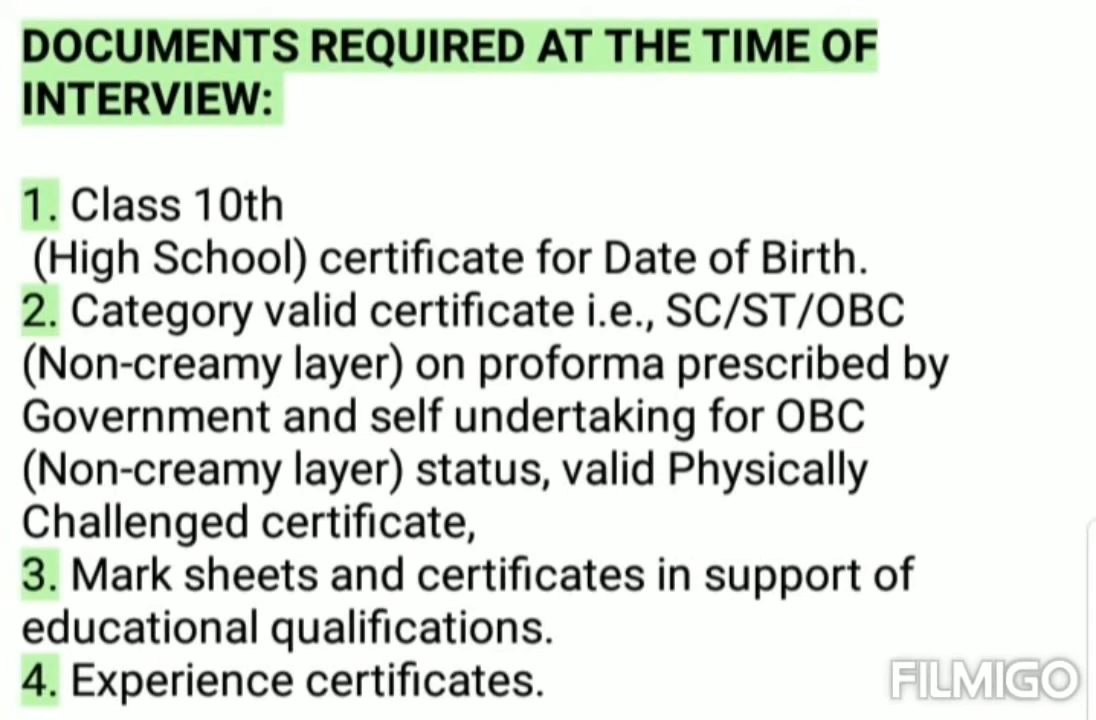 DOCUMENTS REQUIRED AT THE TIME OF
INTERVIEW:
1. Class 10th
(High School) certificate for Date of Birth.
2. Category valid certificate i.e., SC/ST/OBC
(Non-creamy layer) on proforma prescribed by
Government and self undertaking for OBC
(Non-creamy layer) status, valid Physically
Challenged certificate,
3. Mark sheets and certificates in support of
educational qualifications.
4. Experience certificates.
FILMIGO